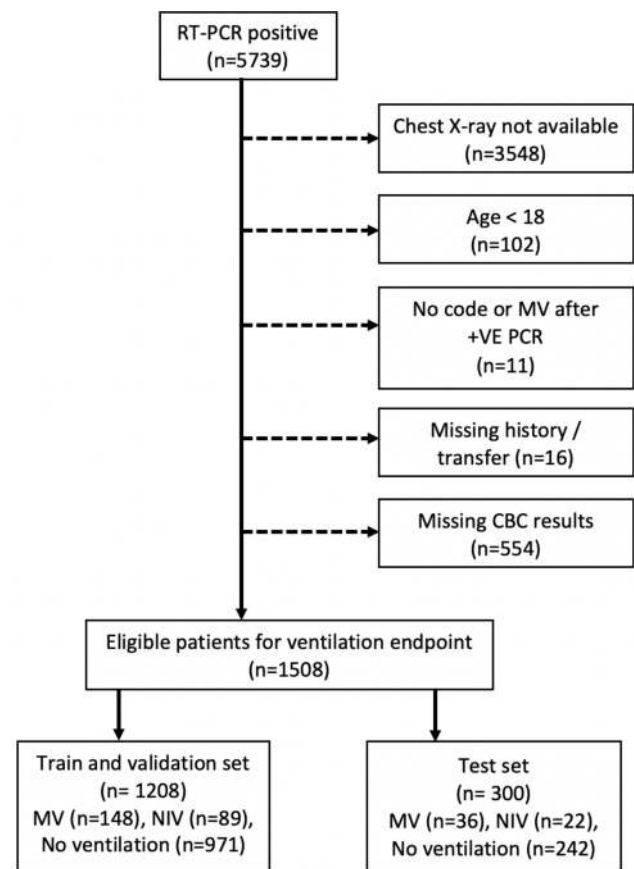 RT-PCR positive
(n=5739)
Chest X-ray not available
(n=3548)
Age < 18
(n=102)
No code or MV after
+VE PCR
(n=11)
Missing history /
transfer (n=16)
Missing CBC results
(n=554)
Eligible patients for ventilation endpoint
(n=1508)
Train and validation set
(n= 1208)
MV (n=148), NIV (n=89),
No ventilation (n=971)
Test set
(n= 300)
MV (n=36), NIV (n=22),
No ventilation (n=242)